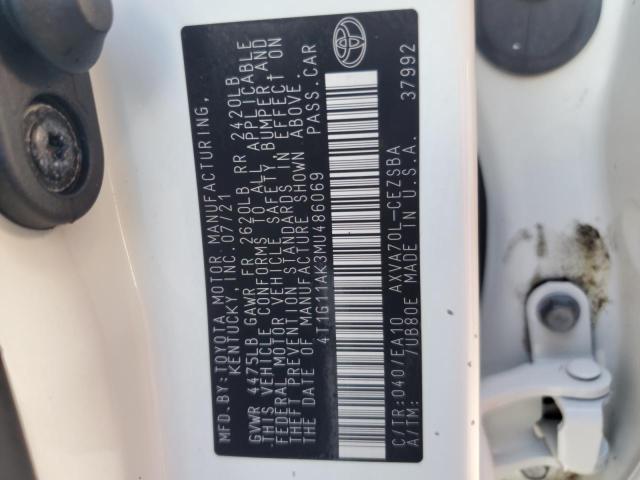 MFD. BY: TOYOTA MOTOR MANUFACTURING,
KENTUCKY, INC. 07/21
GVWR 4475LB GAWR FR 2620LB RR 2420LB
THIS VEHICLE CONFORMS TO ALL APPLICABLE
FEDERAL MOTOR VEHICLE SAFETY BUMPER AND
THEFT PREVENTION STANDARDS IN EFFECT ON
THE DATE OF MANUFACTURE SHOWN ABOVE.
4T1G11AK3MU486069 PASS. CAR
C/TR: 040/EA10 AXVA70L-CEZSBA
A/TM: /UB80E MADE IN U.S.A. 37992